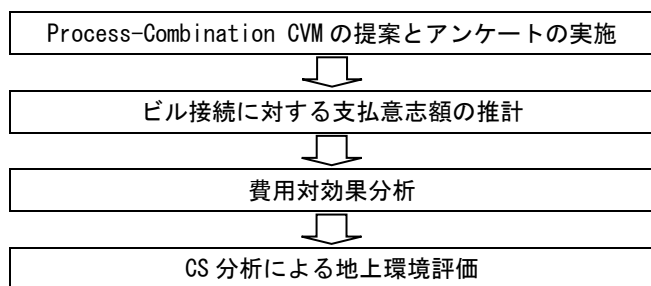 Process-Combination CVM の提案とアンケートの実施
ビル接続に対する支払意志額の推計
費用対効果分析
CS 分析による地上環境評価